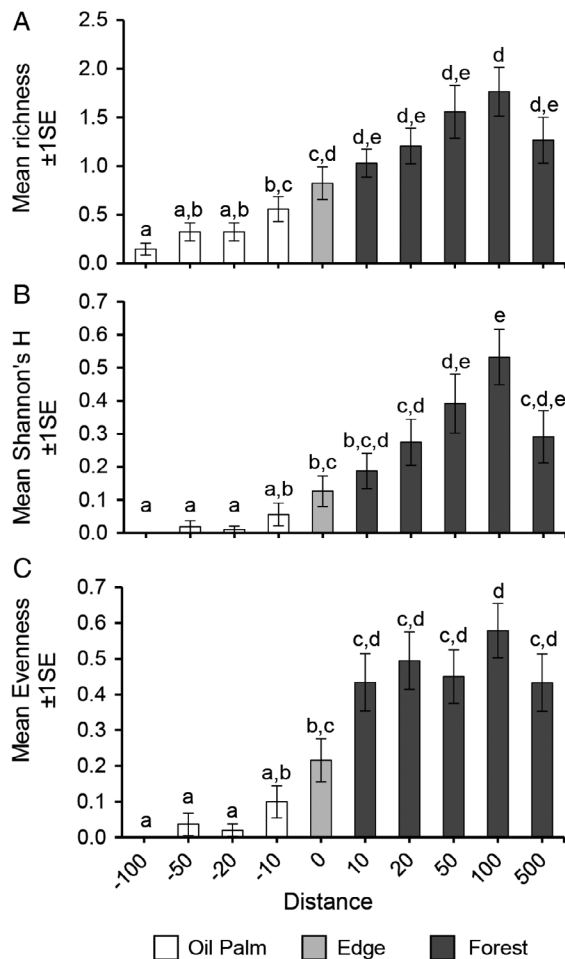 A
Mean richness
±1SE
2.5
2.0
1.5
1.0
0.5
0.0
a
a,b
a,b
b,c
c,d
d,e
d,e
d,e
d
d,e
B
Mean Shannon's H
±1SE
0.7
0.6
0.5
0.4
0.3
0.2
0.1
0.0
a
a
a
a,b
b,c
b,c,d
c,d
d,e
e
c,d,e
C
Mean Evenness
±1SE
0.8
0.7
0.6
0.5
0.4
0.3
0.2
0.1
0.0
a
a
a
a,b
b,c
c,d
c,d
c,d
d
c,d
-100
-50
-20
-10
0
10
20
50
100
500
Distance
Oil Palm Edge Forest